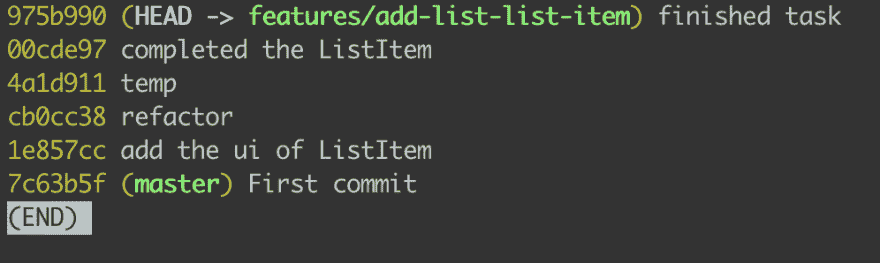 975b990 (HEAD -> features/add-list-list-item) finished task
00cde97 completed the ListItem
4a1d911 temp
cb0cc38 refactor
1e857cc add the ui of ListItem
7c63b5f (master) First commit
(END)